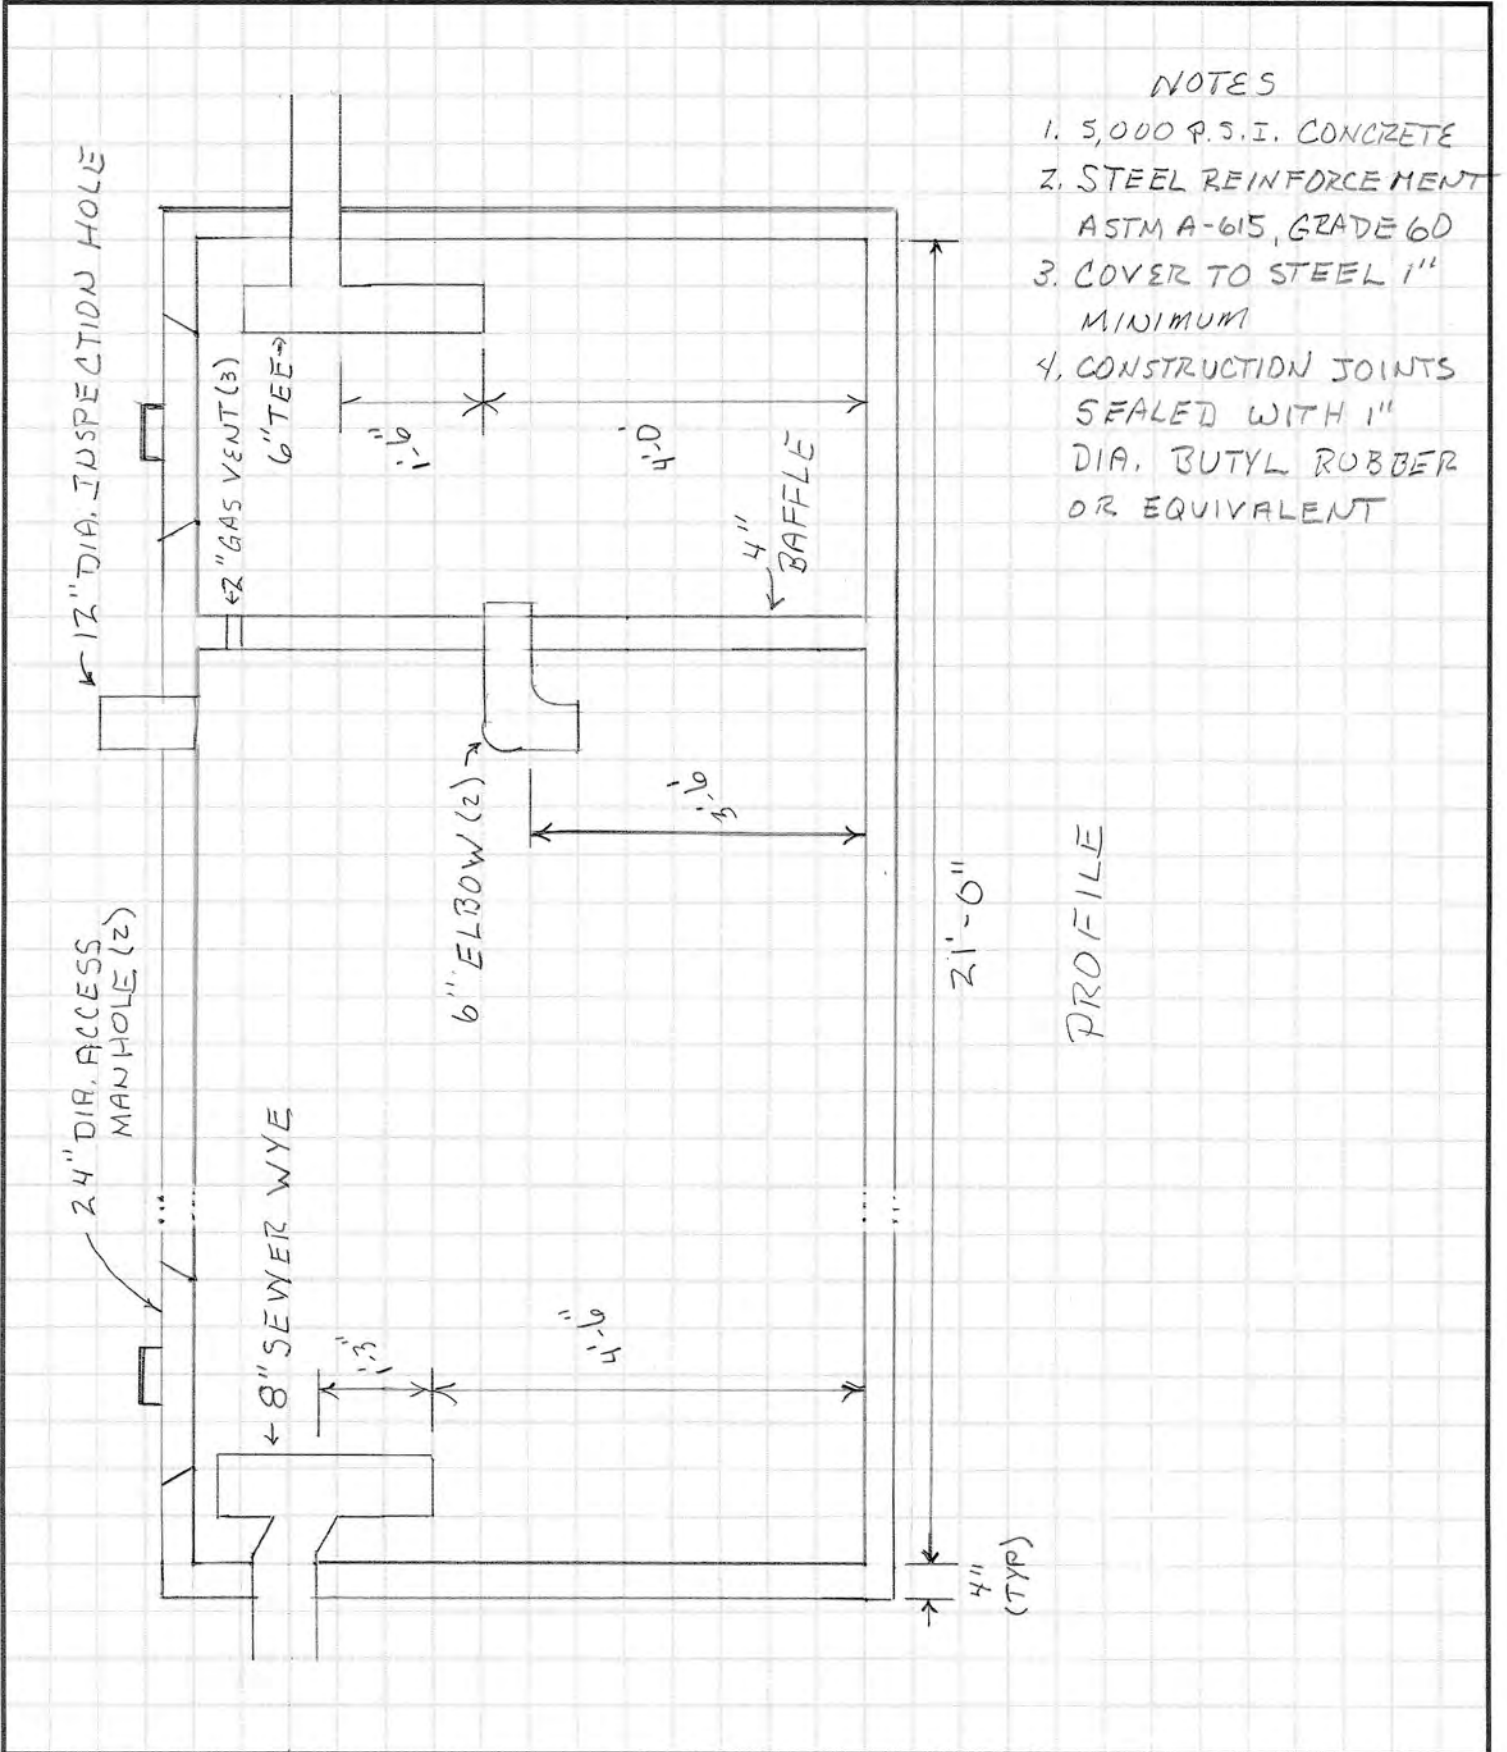 NOTES
1. 5,000 P.S.I. CONCRETE
2. STEEL REINFORCEMENT
ASTM A-615, GRADE 60
3. COVER TO STEEL 1"
MINIMUM
4. CONSTRUCTION JOINTS
SEALED WITH 1"
DIA. BUTYL RUBBER
OR EQUIVALENT
24" DIA. ACCESS
MANHOLE (2)
12" DIA. INSPECTION HOLE
2" GAS VENT (3)
6" TEE
8" SEWER WYE
1'-3"
4'-6"
6" ELBOW (2)
3'-6"
1'-6"
4'-0
4"
BAFFLE
21'-0"
4"
(TYP)
PROFILE